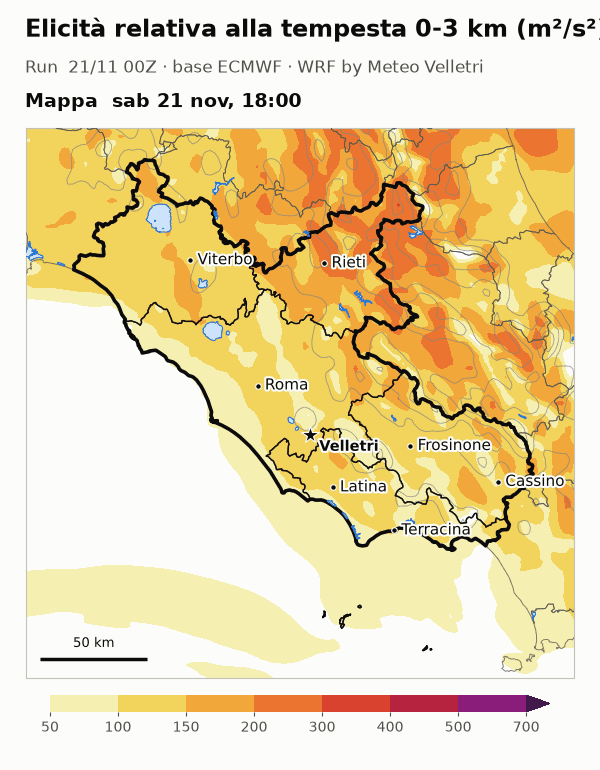 Elicità relativa alla tempesta 0-3 km (m²/s²)
Run  21/11 00Z · base ECMWF · WRF by Meteo Velletri
Mappa  sab 21 nov, 18:00
Viterbo
Rieti
Roma
Velletri
Frosinone
Cassino
Latina
Terracina
50 km
50 100 150 200 300 400 500 700